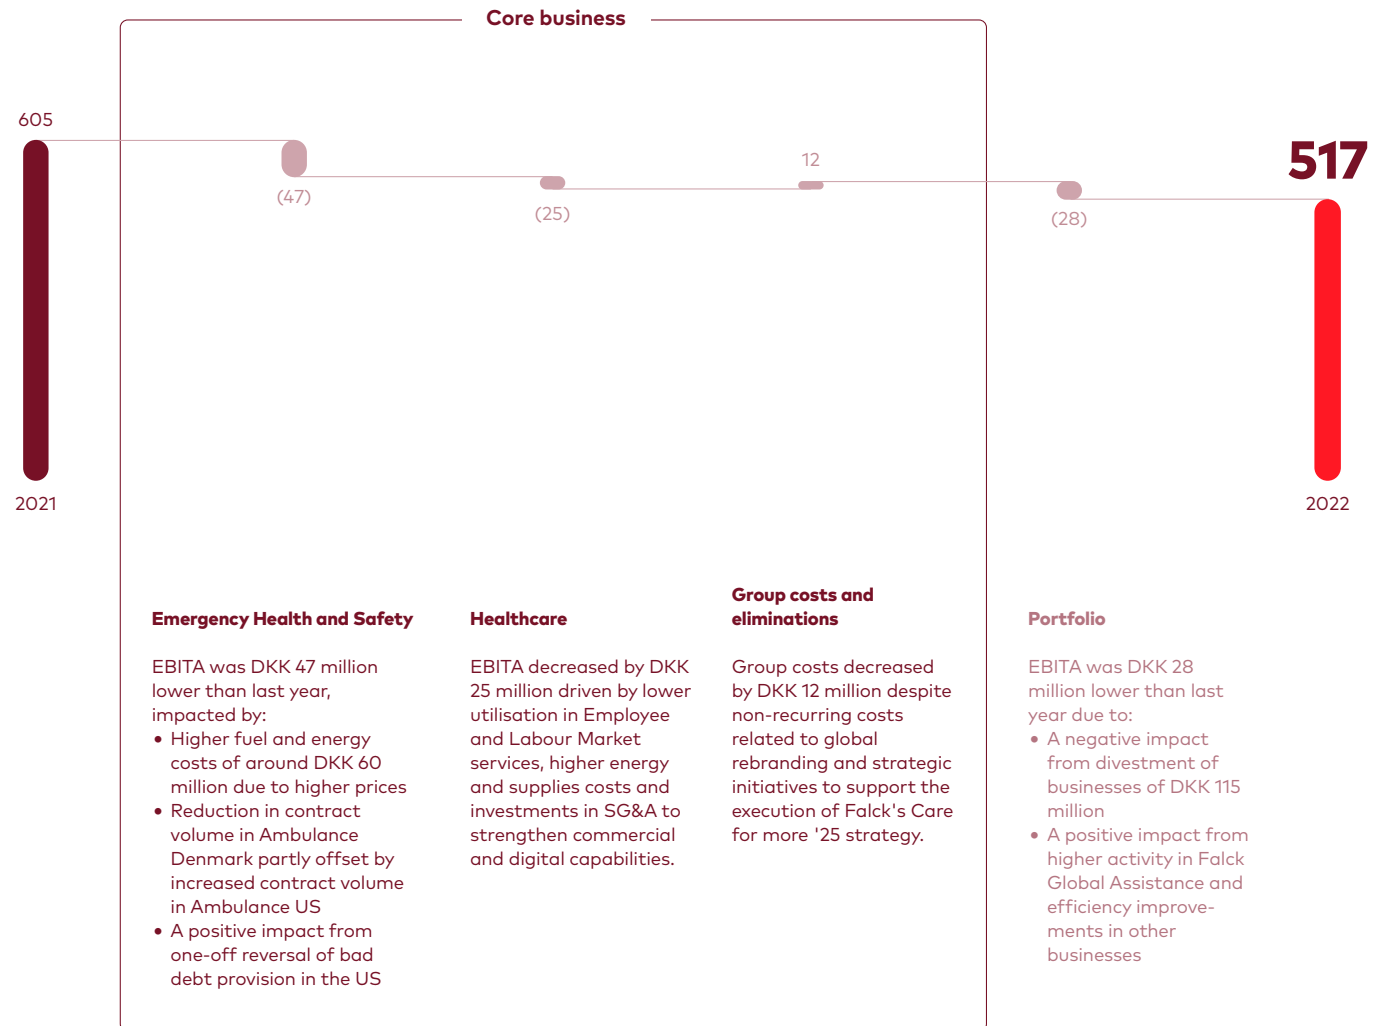 Core business
605
(47)
(25)
12
(28)
517
2021
2022
Emergency Health and Safety
EBITA was DKK 47 million
lower than last year,
impacted by:
• Higher fuel and energy
costs of around DKK 60
million due to higher prices
• Reduction in contract
volume in Ambulance
Denmark partly offset by
increased contract volume
in Ambulance US
• A positive impact from
one-off reversal of bad
debt provision in the US
Healthcare
EBITA decreased by DKK
25 million driven by lower
utilisation in Employee
and Labour Market
services, higher energy
and supplies costs and
investments in SG&A to
strengthen commercial
and digital capabilities.
Group costs and
eliminations
Group costs decreased
by DKK 12 million despite
non-recurring costs
related to global
rebranding and strategic
initiatives to support the
execution of Falck's Care
for more '25 strategy.
Portfolio
EBITA was DKK 28
million lower than last
year due to:
• A negative impact
from divestment of
businesses of DKK 115
million
• A positive impact from
higher activity in Falck
Global Assistance and
efficiency improve-
ments in other
businesses